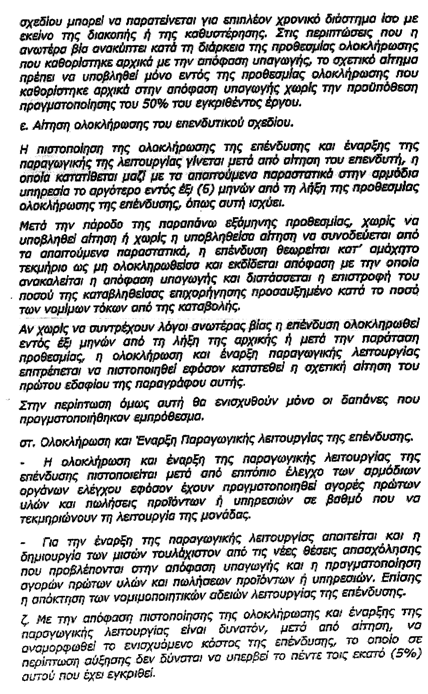 σχεδίου μπορεί να παρατείνεται για επιπλέον χρονικό διάστημα ίσο με
εκείνο της διακοπής ή της καθυστέρησης. Στις περιπτώσεις που η
ανωτέρα βία ανακύπτει κατά τη διάρκεια της προθεσμίας ολοκλήρωσης
που καθορίστηκε αρχικά με την απόφαση υπαγωγής, το σχετικό αίτημα
πρέπει να υποβληθεί μόνο εντός της προθεσμίας ολοκλήρωσης που
καθορίστηκε αρχικά στην απόφαση υπαγωγής χωρίς την προϋπόθεση
πραγματοποίησης του 50% του εγκριθέντος έργου.
ε. Αίτηση ολοκλήρωσης του επενδυτικού σχεδίου.
Η πιστοποίηση της ολοκλήρωσης της επένδυσης και έναρξης της
παραγωγικής της λειτουργίας γίνεται μετά από αίτηση του επενδυτή, η
οποία κατατίθεται μαζί με τα απαιτούμενα παραστατικά στην αρμόδια
υπηρεσία το αργότερο εντός έξι (6) μηνών από τη λήξη της προθεσμίας
ολοκλήρωσης της επένδυσης, όπως αυτή ισχύει.
Μετά την πάροδο της παραπάνω εξάμηνης προθεσμίας, χωρίς να
υποβληθεί αίτηση ή χωρίς η υποβληθείσα αίτηση να συνοδεύεται από
τα απαιτούμενα παραστατικά, η επένδυση θεωρείται κατ' αμάχητο
τεκμήριο ως μη ολοκληρωθείσα και εκδίδεται απόφαση με την οποία
ανακαλείται η απόφαση υπαγωγής και διατάσσεται η επιστροφή του
ποσού της καταβληθείσας επιχορήγησης προσαυξημένο κατά το ποσό
των νομίμων τόκων από της καταβολής.
Αν χωρίς να συντρέχουν λόγοι ανωτέρας βίας η επένδυση ολοκληρωθεί
εντός έξι μηνών από τη λήξη της αρχικής ή μετά την παράταση
προθεσμίας, η ολοκλήρωση και έναρξη παραγωγικής λειτουργίας
επιτρέπεται να πιστοποιηθεί εφόσον κατατεθεί η σχετική αίτηση του
πρώτου εδαφίου της παραγράφου αυτής.
Στην περίπτωση όμως αυτή θα ενισχυθούν μόνο οι δαπάνες που
πραγματοποιήθηκαν εμπρόθεσμα.
στ. Ολοκλήρωση και Έναρξη Παραγωγικής λειτουργίας της επένδυσης.
- Η ολοκλήρωση και έναρξη της παραγωγικής λειτουργίας της
επένδυσης πιστοποιείται μετά από επιτόπιο έλεγχο των αρμόδιων
οργάνων ελέγχου εφόσον έχουν πραγματοποιηθεί αγορές πρώτων
υλών και πωλήσεις προϊόντων ή υπηρεσιών σε βαθμό που να
τεκμηριώνουν τη λειτουργία της μονάδας.
- Για την έναρξη της παραγωγικής λειτουργίας απαιτείται και η
δημιουργία των μισών τουλάχιστον από τις νέες θέσεις απασχόλησης
που προβλέπονται στην απόφαση υπαγωγής και η πραγματοποίηση
αγορών πρώτων υλών και πωλήσεων προϊόντων ή υπηρεσιών. Επίσης
η απόκτηση των νομιμοποιητικών αδειών λειτουργίας της επένδυσης.
ζ. Με την απόφαση πιστοποίησης της ολοκλήρωσης και έναρξης της
παραγωγικής λειτουργίας είναι δυνατόν, μετά από αίτηση, να
αναμορφωθεί το ενισχυόμενο κόστος της επένδυσης, το οποίο σε
περίπτωση αύξησης δεν δύναται να υπερβεί το πέντε τοις εκατό (5%)
αυτού που έχει εγκριθεί.